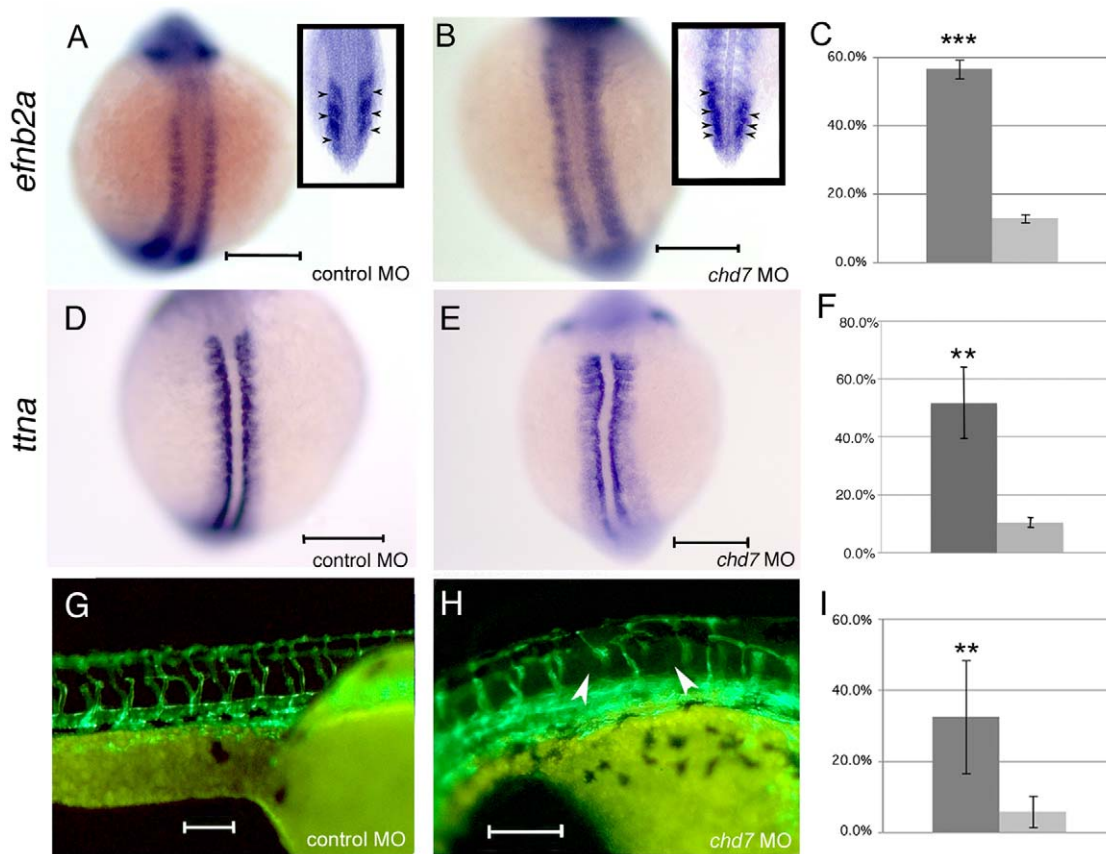 A
B
C
efnb2a
control MO
chd7 MO
***
60.0%
40.0%
20.0%
0.0%
D
E
F
ttna
control MO
chd7 MO
**
80.0%
60.0%
40.0%
20.0%
0.0%
G
H
I
control MO
chd7 MO
**
60.0%
40.0%
20.0%
0.0%